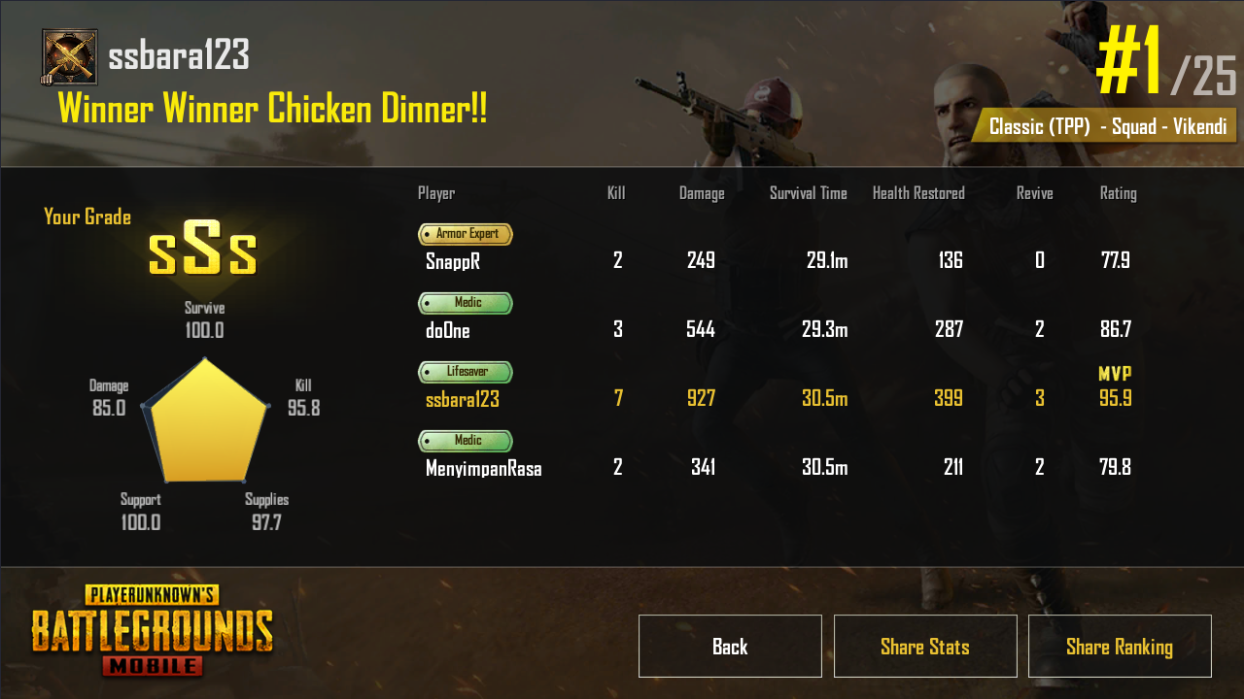 ssbara123
Winner Winner Chicken Dinner!!
#1/25
Classic (TPP) - Squad - Vikendi
Your Grade
sSs
Survive
100.0
Damage
85.0
Kill
95.8
Support
100.0
Supplies
97.7
Player Kill Damage Survival Time Health Restored Revive Rating
Armor Expert
SnappR 2 249 29.1m 136 0 77.9
Medic
doOne 3 544 29.3m 287 2 86.7
Lifesaver MVP
ssbara123 7 927 30.5m 399 3 95.9
Medic
MenyimpanRasa 2 341 30.5m 211 2 79.8
PLAYERUNKNOWN'S
BATTLEGROUNDS
MOBILE
Back Share Stats Share Ranking